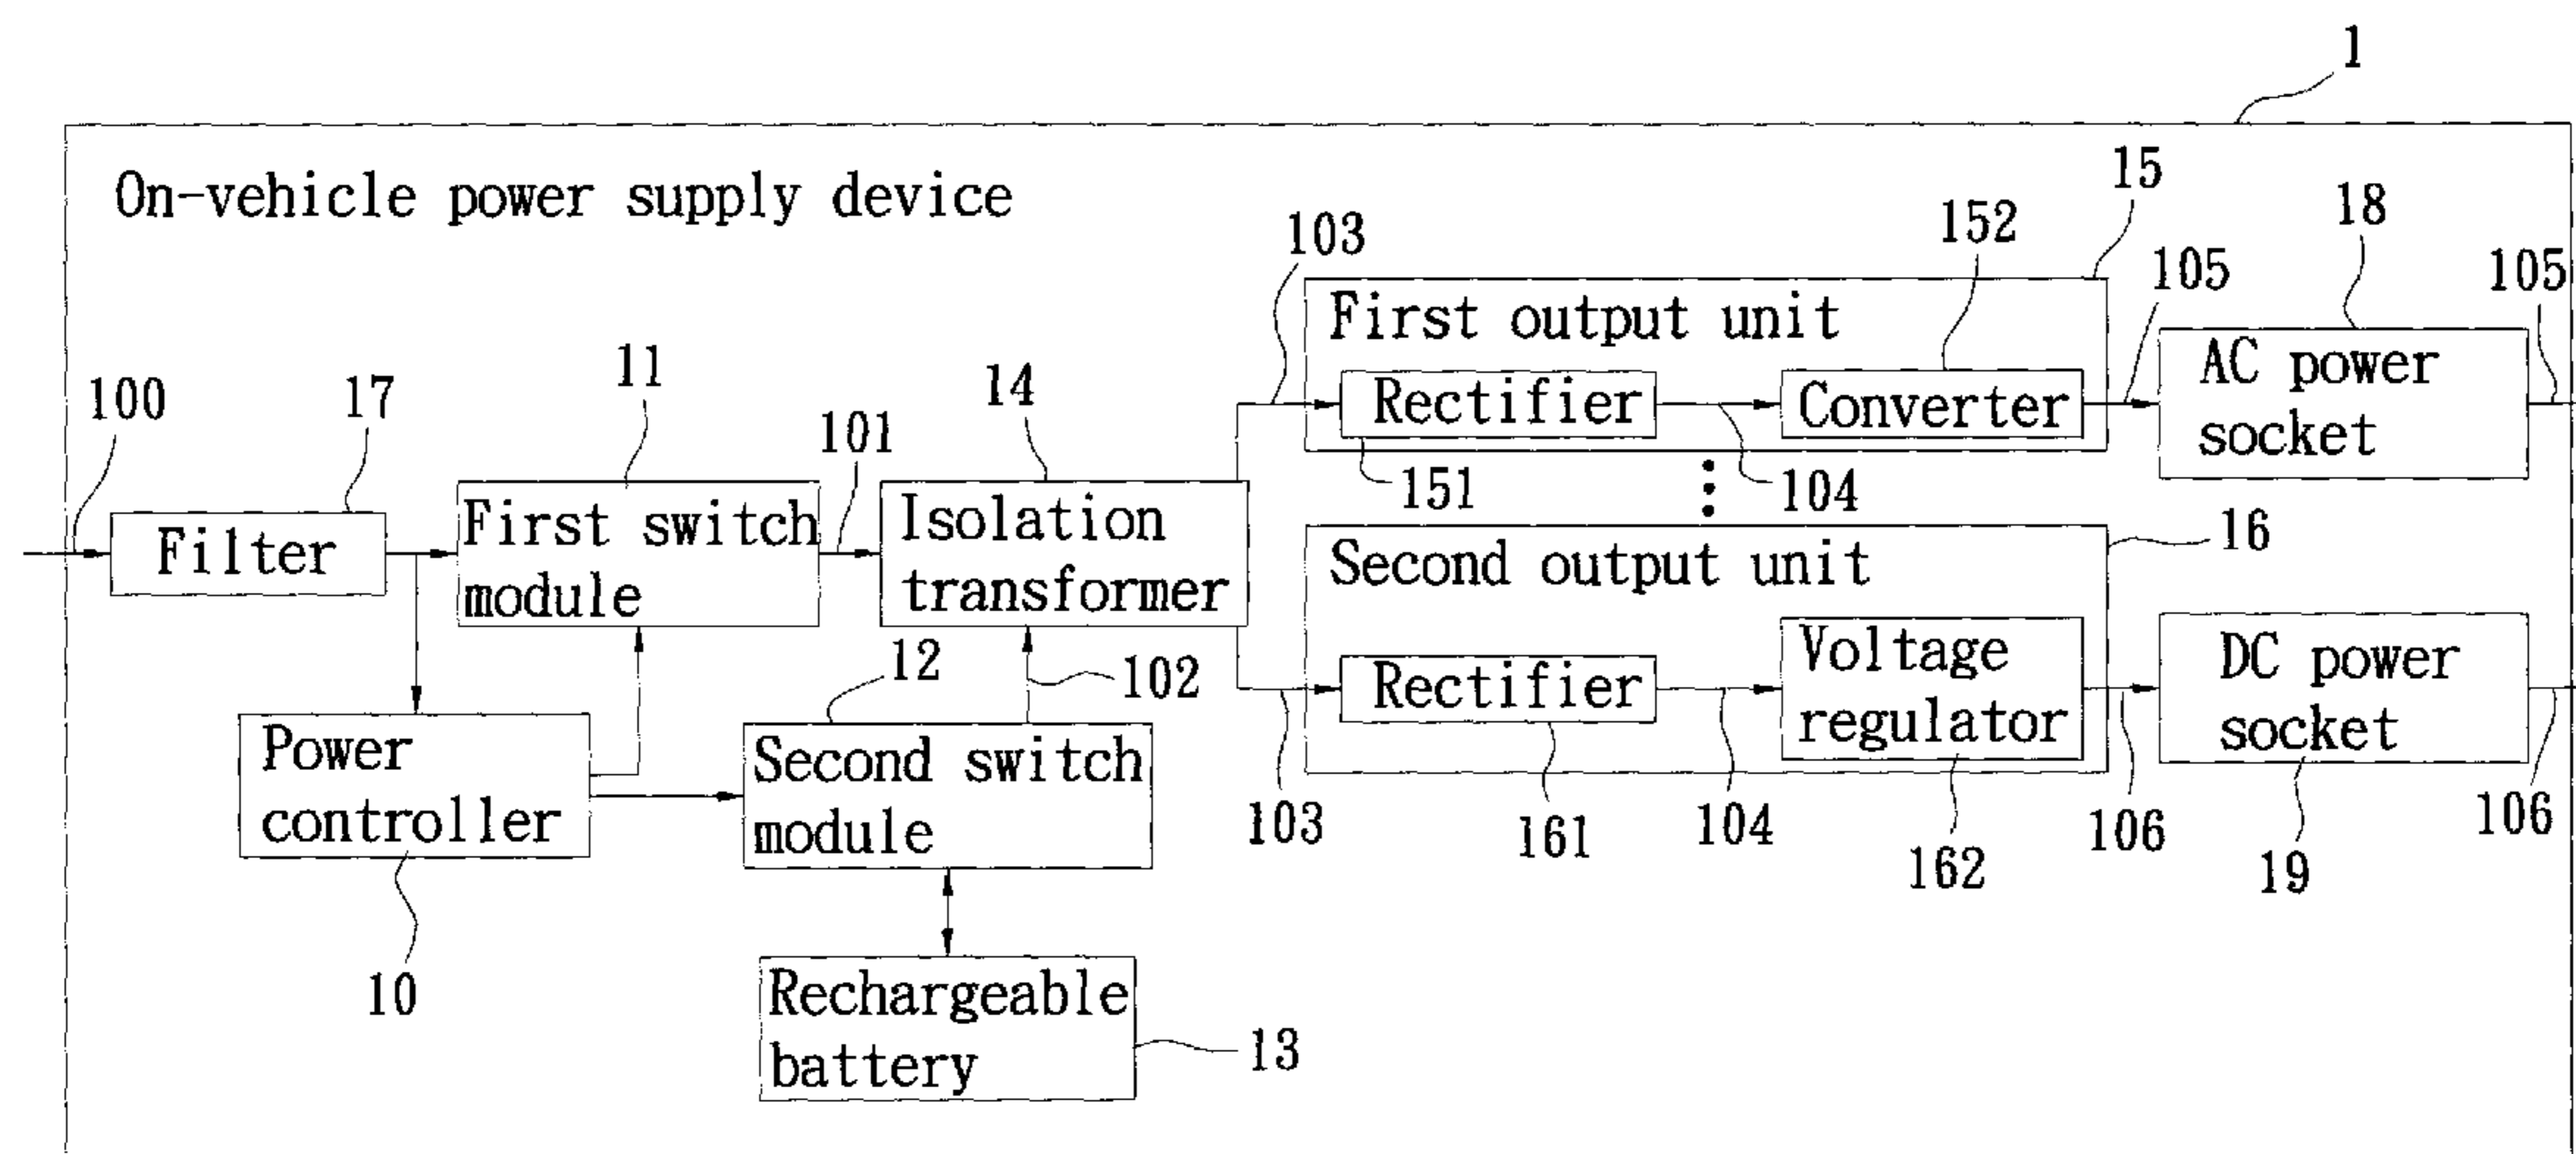 1
On-vehicle power supply device
15
18
152
103
105
105
First output unit
11
14
17
100
101
AC power
socket
Rectifier
Converter
151
104
First switch
module
Isolation
transformer
Filter
16
Second output unit
12
102
Rectifier
Voltage
regulator
DC power
socket
Power
controller
Second switch
module
103
161
104
162
106
19
106
10
Rechargeable
battery
13